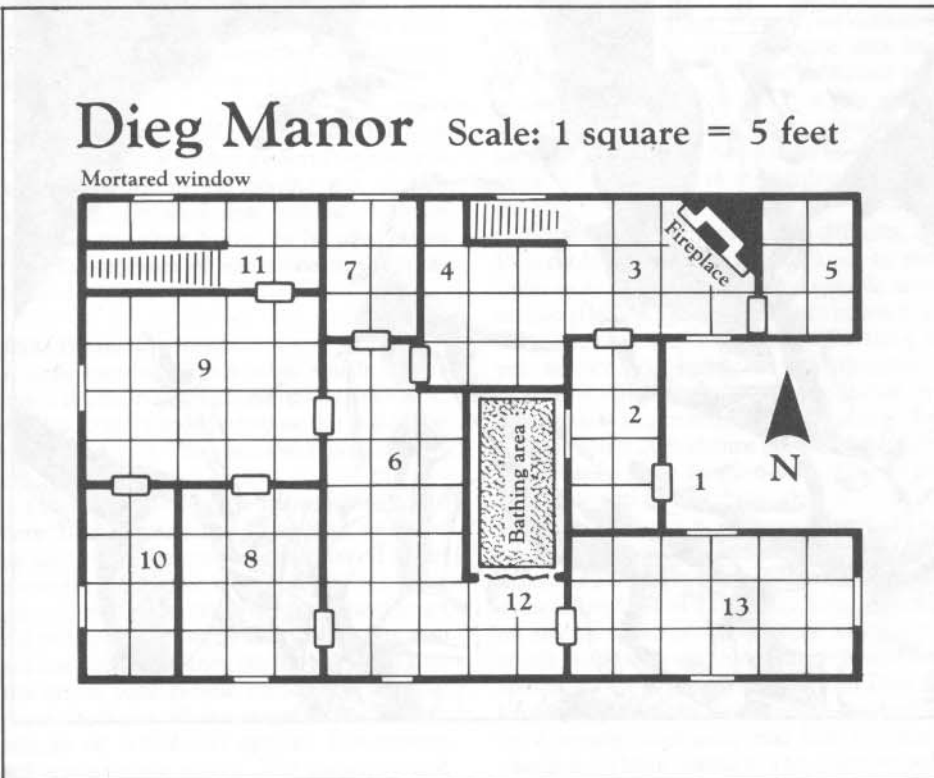 Dieg Manor Scale: 1 square = 5 feet
Mortared window
11
7
4
3
Fireplace
5
9
2
6
Bathing area
1
N
10
8
12
13